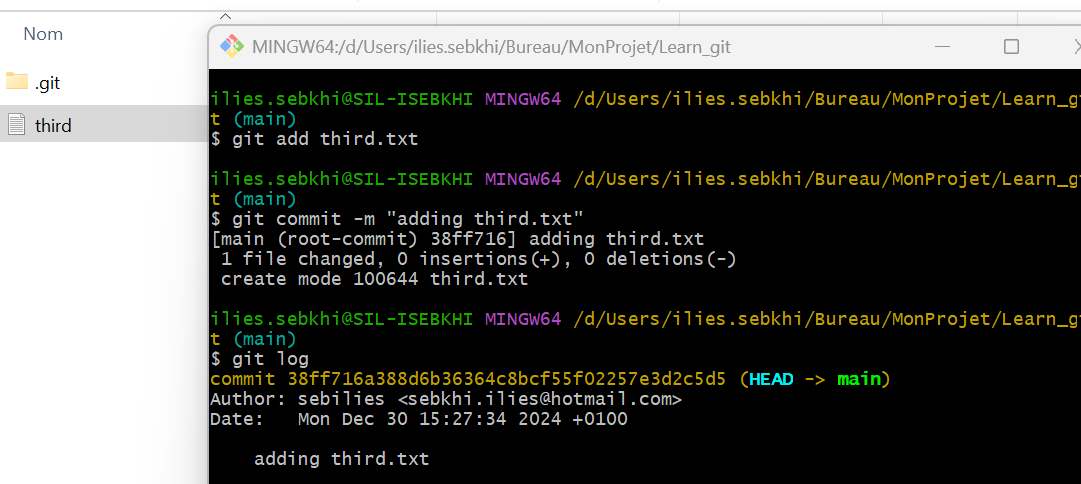 Nom
.git
third
MINGW64:/d/Users/ilies.sebkhi/Bureau/MonProjet/Learn_git
ilies.sebkhi@SIL-ISEBKHI MINGW64 /d/Users/ilies.sebkhi/Bureau/MonProjet/Learn_gi
t (main)
$ git add third.txt
ilies.sebkhi@SIL-ISEBKHI MINGW64 /d/Users/ilies.sebkhi/Bureau/MonProjet/Learn_gi
t (main)
$ git commit -m "adding third.txt"
[main (root-commit) 38ff716] adding third.txt
 1 file changed, 0 insertions(+), 0 deletions(-)
 create mode 100644 third.txt
ilies.sebkhi@SIL-ISEBKHI MINGW64 /d/Users/ilies.sebkhi/Bureau/MonProjet/Learn_gi
t (main)
$ git log
commit 38ff716a388d6b36364c8bcf55f02257e3d2c5d5 (HEAD -> main)
Author: sebilies <sebkhi.ilies@hotmail.com>
Date:   Mon Dec 30 15:27:34 2024 +0100
    adding third.txt